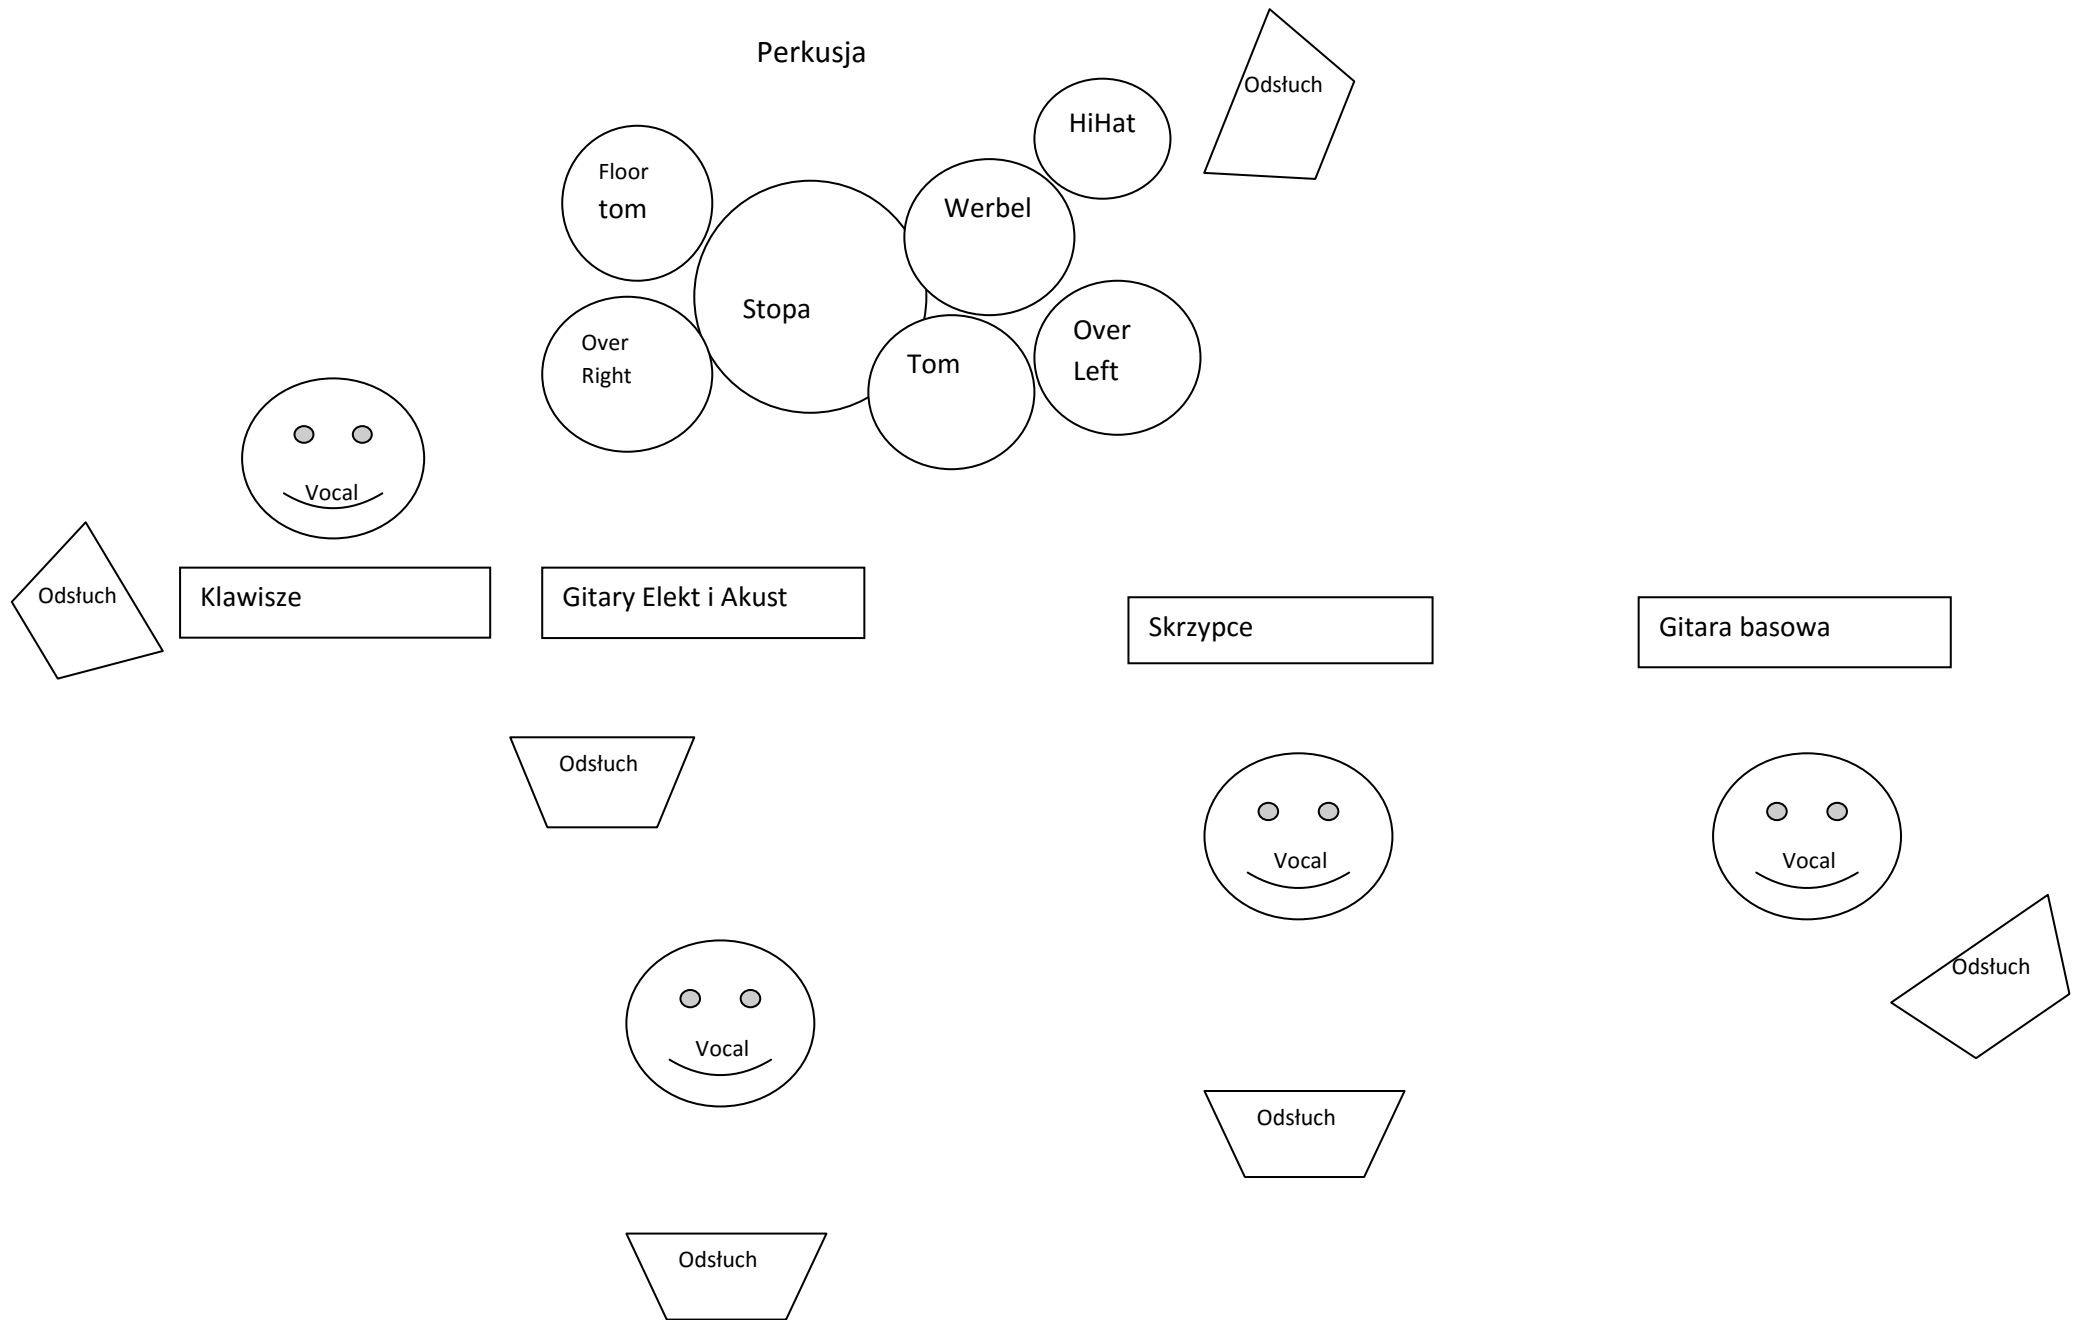 Perkusja
Odsłuch
HiHat
Floor
tom
Werbel
Stopa
Over
Right
Tom
Over
Left
Vocal
Odsłuch
Klawisze
Gitary Elekt i Akust
Skrzypce
Gitara basowa
Odsłuch
Vocal
Vocal
Odsłuch
Vocal
Odsłuch
Odsłuch